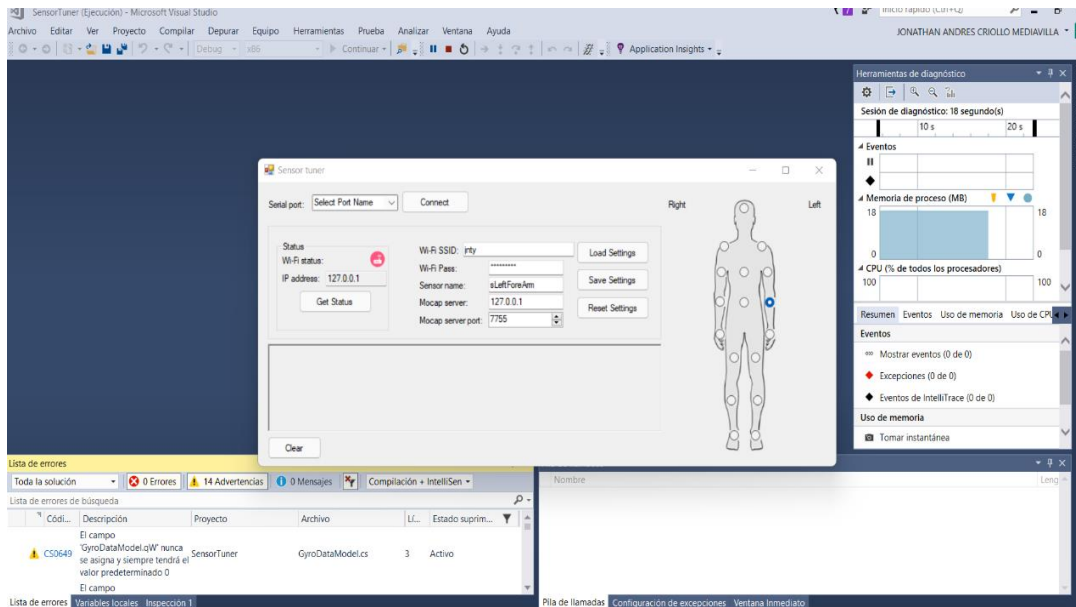 SensorTuner (Ejecución) - Microsoft Visual Studio
Inicio rápido (Ctrl+Q)
Archivo Editar Ver Proyecto Compilar Depurar Equipo Herramientas Prueba Analizar Ventana Ayuda
JONATHAN ANDRES CRIOLLO MEDIAVILLA
Debug x86 Continuar Application Insights
Sensor tuner
Serial port: Select Port Name Connect
Right Left
Status
Wi-Fi status:
IP address: 127.0.0.1
Get Status
Wi-Fi SSID: jnty
Wi-Fi Pass: *********
Sensor name: sLeftForeArm
Mocap server: 127.0.0.1
Mocap server port: 7755
Load Settings
Save Settings
Reset Settings
Clear
Herramientas de diagnóstico
Sesión de diagnóstico: 18 segundo(s)
10 s 20 s
Eventos
Memoria de proceso (MB)
18 18
0 0
CPU (% de todos los procesadores)
100 100
Resumen Eventos Uso de memoria Uso de CPU
Eventos
Mostrar eventos (0 de 0)
Excepciones (0 de 0)
Eventos de IntelliTrace (0 de 0)
Uso de memoria
Tomar instantánea
Lista de errores
Toda la solución 0 Errores 14 Advertencias 0 Mensajes Compilación + IntelliSen
Lista de errores de búsqueda
Códi... Descripción Proyecto Archivo Lí... Estado suprim...
CS0649
El campo
'GyroDataModel.qW' nunca
se asigna y siempre tendrá el
valor predeterminado 0
SensorTuner GyroDataModel.cs 3 Activo
El campo
Lista de errores Variables locales Inspección 1
Nombre Leng
Pila de llamadas Configuración de excepciones Ventana Inmediato